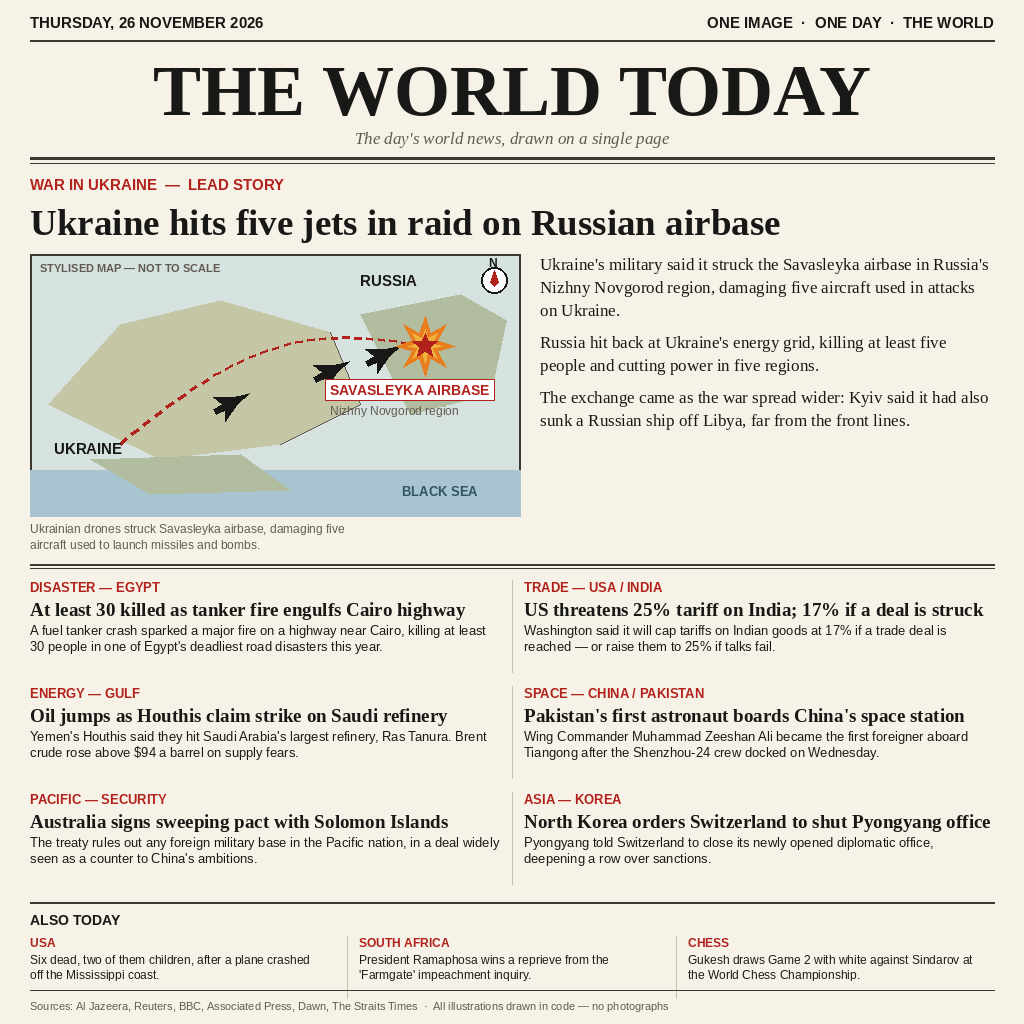 THURSDAY, 26 NOVEMBER 2026
ONE IMAGE · ONE DAY · THE WORLD
THE WORLD TODAY
The day's world news, drawn on a single page
WAR IN UKRAINE — LEAD STORY
Ukraine hits five jets in raid on Russian airbase
STYLISED MAP — NOT TO SCALE
N
RUSSIA
SAVASLEYKA AIRBASE
Nizhny Novgorod region
UKRAINE
BLACK SEA
Ukrainian drones struck Savasleyka airbase, damaging five
aircraft used to launch missiles and bombs.
Ukraine's military said it struck the Savasleyka airbase in Russia's
Nizhny Novgorod region, damaging five aircraft used in attacks
on Ukraine.
Russia hit back at Ukraine's energy grid, killing at least five
people and cutting power in five regions.
The exchange came as the war spread wider: Kyiv said it had also
sunk a Russian ship off Libya, far from the front lines.
DISASTER — EGYPT
At least 30 killed as tanker fire engulfs Cairo highway
A fuel tanker crash sparked a major fire on a highway near Cairo, killing at least
30 people in one of Egypt's deadliest road disasters this year.
TRADE — USA / INDIA
US threatens 25% tariff on India; 17% if a deal is struck
Washington said it will cap tariffs on Indian goods at 17% if a trade deal is
reached — or raise them to 25% if talks fail.
ENERGY — GULF
Oil jumps as Houthis claim strike on Saudi refinery
Yemen's Houthis said they hit Saudi Arabia's largest refinery, Ras Tanura. Brent
crude rose above $94 a barrel on supply fears.
SPACE — CHINA / PAKISTAN
Pakistan's first astronaut boards China's space station
Wing Commander Muhammad Zeeshan Ali became the first foreigner aboard
Tiangong after the Shenzhou-24 crew docked on Wednesday.
PACIFIC — SECURITY
Australia signs sweeping pact with Solomon Islands
The treaty rules out any foreign military base in the Pacific nation, in a deal widely
seen as a counter to China's ambitions.
ASIA — KOREA
North Korea orders Switzerland to shut Pyongyang office
Pyongyang told Switzerland to close its newly opened diplomatic office,
deepening a row over sanctions.
ALSO TODAY
USA
Six dead, two of them children, after a plane crashed
off the Mississippi coast.
SOUTH AFRICA
President Ramaphosa wins a reprieve from the
'Farmgate' impeachment inquiry.
CHESS
Gukesh draws Game 2 with white against Sindarov at
the World Chess Championship.
Sources: Al Jazeera, Reuters, BBC, Associated Press, Dawn, The Straits Times · All illustrations drawn in code — no photographs